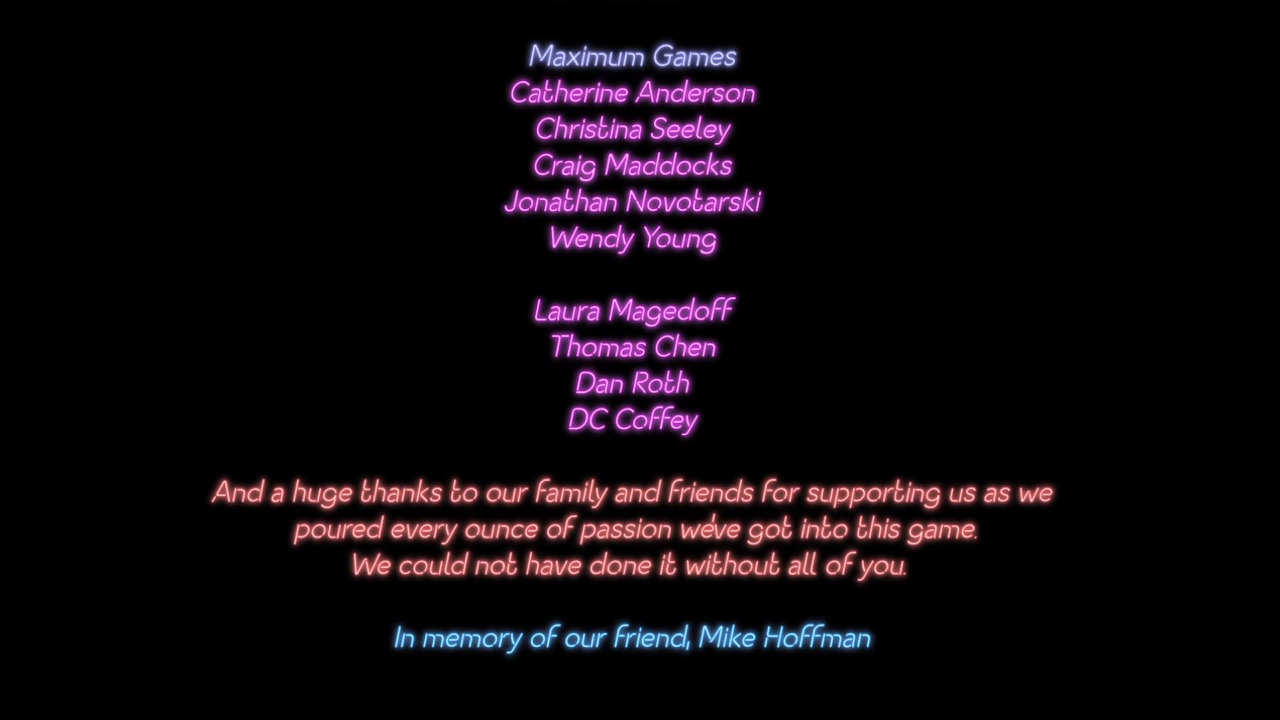 Maximum Games
Catherine Anderson
Christina Seeley
Craig Maddocks
Jonathan Novotarski
Wendy Young
Laura Magedoff
Thomas Chen
Dan Roth
DC Coffey
And a huge thanks to our family and friends for supporting us as we
poured every ounce of passion we've got into this game.
We could not have done it without all of you.
In memory of our friend, Mike Hoffman